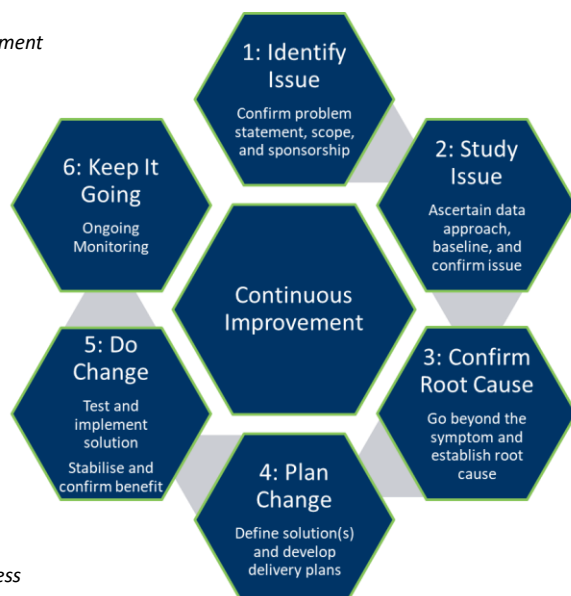 ment
1: Identify
Issue
Confirm problem
statement, scope,
and sponsorship
2: Study
Issue
Ascertain data
approach,
baseline, and
confirm issue
3: Confirm
Root Cause
Go beyond the
symptom and
establish root
cause
4: Plan
Change
Define solution(s)
and develop
delivery plans
5: Do
Change
Test and
implement
solution
Stabilise and
confirm benefit
6: Keep It
Going
Ongoing
Monitoring
Continuous
Improvement
ess